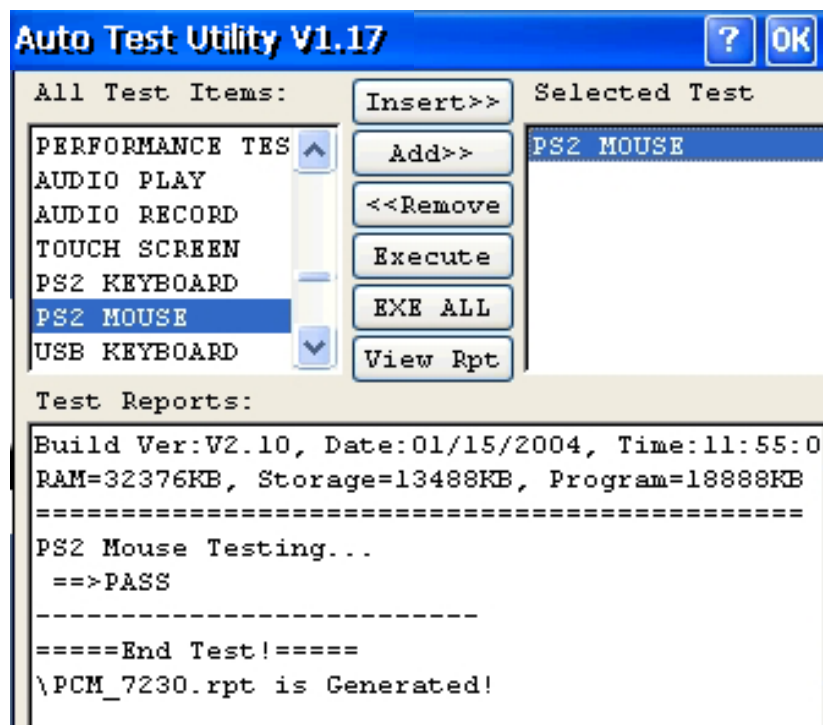 Auto Test Utility V1.17
? OK
All Test Items:
PERFORMANCE TES
AUDIO PLAY
AUDIO RECORD
TOUCH SCREEN
PS2 KEYBOARD
PS2 MOUSE
USB KEYBOARD
Insert>>
Add>>
<<Remove
Execute
EXE ALL
View Rpt
Selected Test
PS2 MOUSE
Test Reports:
Build Ver:V2.10, Date:01/15/2004, Time:11:55:0
RAM=32376KB, Storage=13488KB, Program=18888KB
=============================================
PS2 Mouse Testing...
==>PASS
--------------------------
=====End Test!=====
\PCM_7230.rpt is Generated!